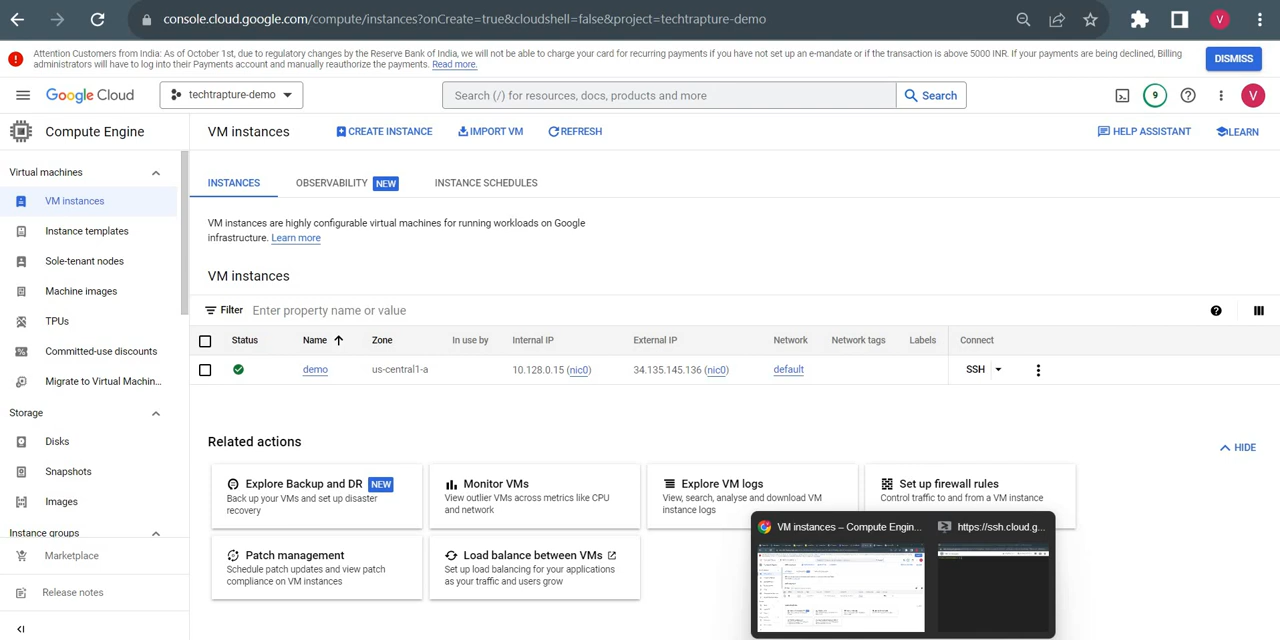 console.cloud.google.com/compute/instances?onCreate=true&cloudshell=false&project=techtrapture-demo
V
Attention Customers from India: As of October 1st, due to regulatory changes by the Reserve Bank of India, we will not be able to charge your card for recurring payments if you have not set up an e-mandate or if the transaction is above 5000 INR. If your payments are being declined, Billing
administrators will have to log into their Payments account and manually reauthorize the payments. Read more.
DISMISS
Google Cloud
techtrapture-demo
Search (/) for resources, docs, products and more
Search
9
V
Compute Engine
VM instances
CREATE INSTANCE
IMPORT VM
REFRESH
HELP ASSISTANT
LEARN
Virtual machines
VM instances
Instance templates
Sole-tenant nodes
Machine images
TPUs
Committed-use discounts
Migrate to Virtual Machin...
Storage
Disks
Snapshots
Images
Instance groups
Marketplace
Release notes
INSTANCES
OBSERVABILITY NEW
INSTANCE SCHEDULES
VM instances are highly configurable virtual machines for running workloads on Google
infrastructure. Learn more
VM instances
Filter Enter property name or value
Status Name Zone In use by Internal IP External IP Network Network tags Labels Connect
demo us-central1-a 10.128.0.15 (nic0) 34.135.145.136 (nic0) default SSH
Related actions
HIDE
Explore Backup and DR NEW
Back up your VMs and set up disaster
recovery
Monitor VMs
View outlier VMs across metrics like CPU
and network
Explore VM logs
View, search, analyse and download VM
instance logs
Set up firewall rules
Control traffic to and from a VM instance
Patch management
Schedule patch updates and view patch
compliance on VM instances
Load balance between VMs
Set up load balancing for your applications
as your traffic and users grow
VM instances – Compute Engin...
https://ssh.cloud.g...